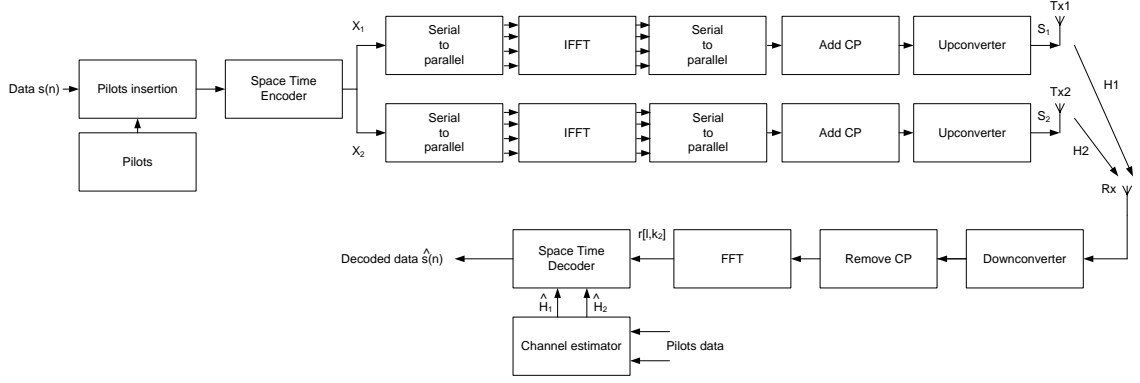 Data s(n)
Pilots insertion
Pilots
Space Time
Encoder
X₁
Serial
to
parallel
IFFT
Serial
to
parallel
Add CP
Upconverter
S₁
Tx1
H1
X₂
Serial
to
parallel
IFFT
Serial
to
parallel
Add CP
Upconverter
S₂
Tx2
H2
Rx
Decoded data ŝ(n)
Space Time
Decoder
r[l,k₂]
FFT
Remove CP
Downconverter
Ĥ₁
Ĥ₂
Channel estimator
Pilots data